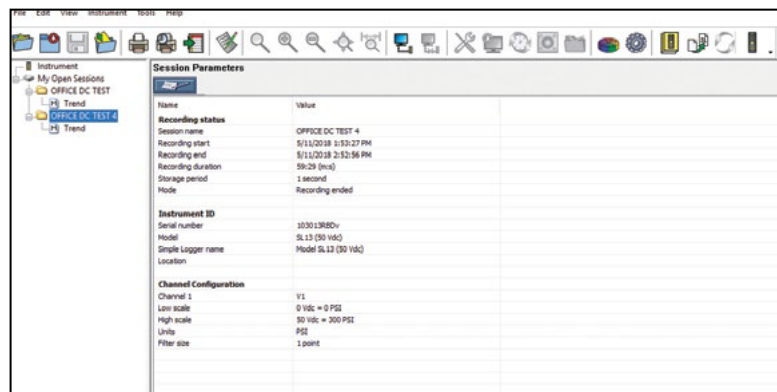 File Edit View Instrument Tools Help
Instrument
My Open Sessions
OFFICE DC TEST
Trend
OFFICE DC TEST 4
Trend
Session Parameters
Name Value
Recording status
Session name OFFICE DC TEST 4
Recording start 5/11/2018 1:53:27 PM
Recording end 5/11/2018 2:52:56 PM
Recording duration 59:29 (m:s)
Storage period 1 second
Mode Recording ended
Instrument ID
Serial number 103013RBDv
Model SL13 (50 Vdc)
Simple Logger name Model SL13 (50 Vdc)
Location
Channel Configuration
Channel 1 V1
Low scale 0 Vdc = 0 PSI
High scale 50 Vdc = 300 PSI
Units PSI
Filter size 1 point